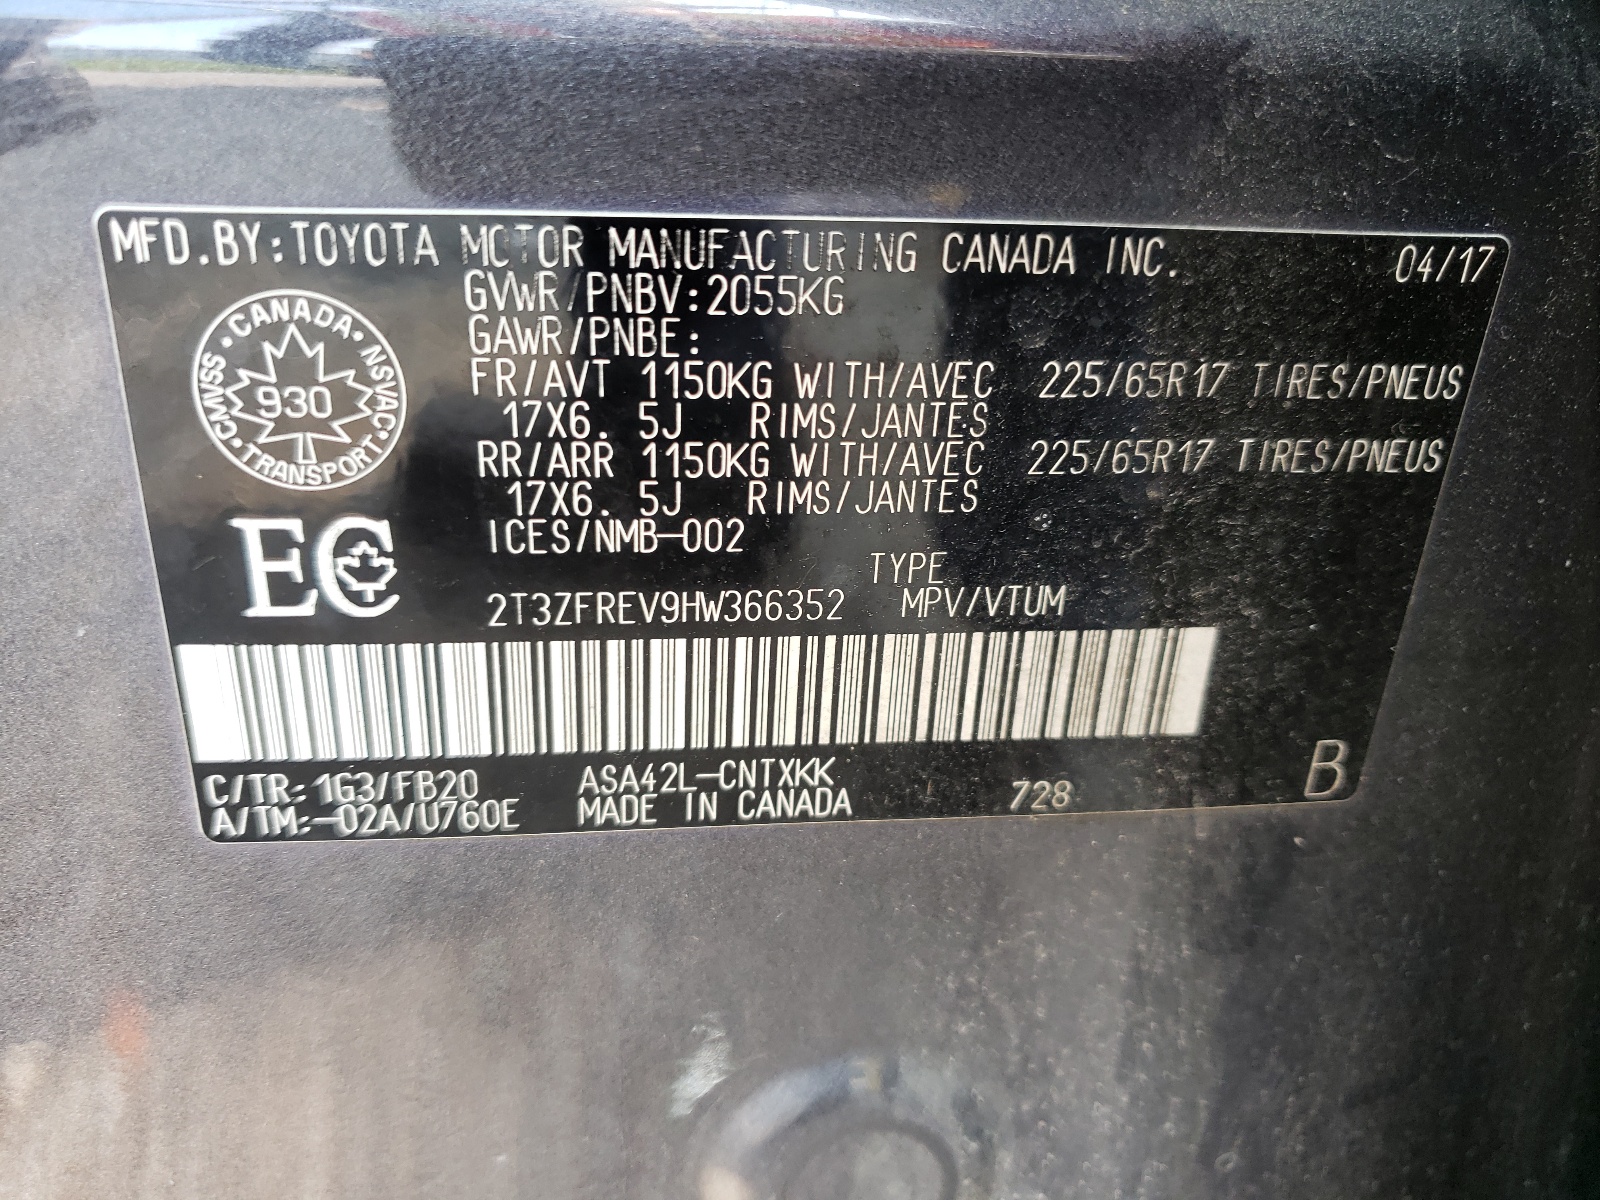 MFD.BY:TOYOTA MOTOR MANUFACTURING CANADA INC. 04/17
GVWR/PNBV:2055KG
GAWR/PNBE:
FR/AVT 1150KG WITH/AVEC 225/65R17 TIRES/PNEUS
17X6. 5J RIMS/JANTES
RR/ARR 1150KG WITH/AVEC 225/65R17 TIRES/PNEUS
17X6. 5J RIMS/JANTES
ICES/NMB-002
CANADA • NSVAC • TRANSPORT • CMVSS •
930
EC
TYPE
2T3ZFREV9HW366352 MPV/VTUM
C/TR: 1G3/FB20 ASA42L-CNTXKK
A/TM:-02A/U760E MADE IN CANADA 728 B